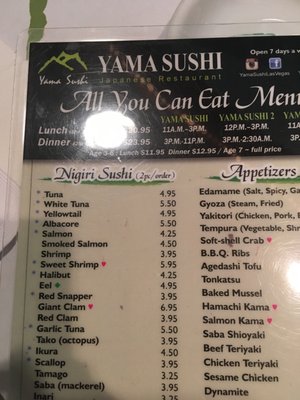 YAMA SUSHI
Japanese Restaurant
Yama Sushi
Open 7 days a
YamaSushiLasVegas
All You Can Eat Menu
YAMA SUSHI YAMA SUSHI 2 YAMA
Lunch 11A.M.-3P.M. 12P.M.-3P.M.
Dinner 3P.M.-2:30A.M.
Age 3-6: Lunch $11.95 Dinner $12.95 / Age 7 ~ full price
Nigiri Sushi (2pc/order)
* Tuna 4.95
* White Tuna 5.50
* Yellowtail 4.95
* Albacore 5.50
* Salmon 4.25
Smoked Salmon 4.50
Shrimp 3.95
* Sweet Shrimp ♥ 5.95
* Halibut 4.25
Eel 4.95
* Red Snapper 3.95
Giant Clam ♥ 6.95
Red Clam 3.95
* Garlic Tuna 5.50
Tako (octopus) 3.95
* Ikura 4.50
* Scallop 3.95
Tamago 3.25
Saba (mackerel) 3.95
Inari
Appetizers
Edamame (Salt, Spicy,
Gyoza (Steam, Fried)
Yakitori (Chicken, Pork,
Tempura (Vegetable,
Soft-shell Crab ♥
B.B.Q. Ribs
Agedashi Tofu
Tonkatsu
Baked Mussel
Hamachi Kama ♥
Salmon Kama ♥
Saba Shioyaki
Beef Teriyaki
Chicken Teriyaki
Sesame Chicken
Dynamite